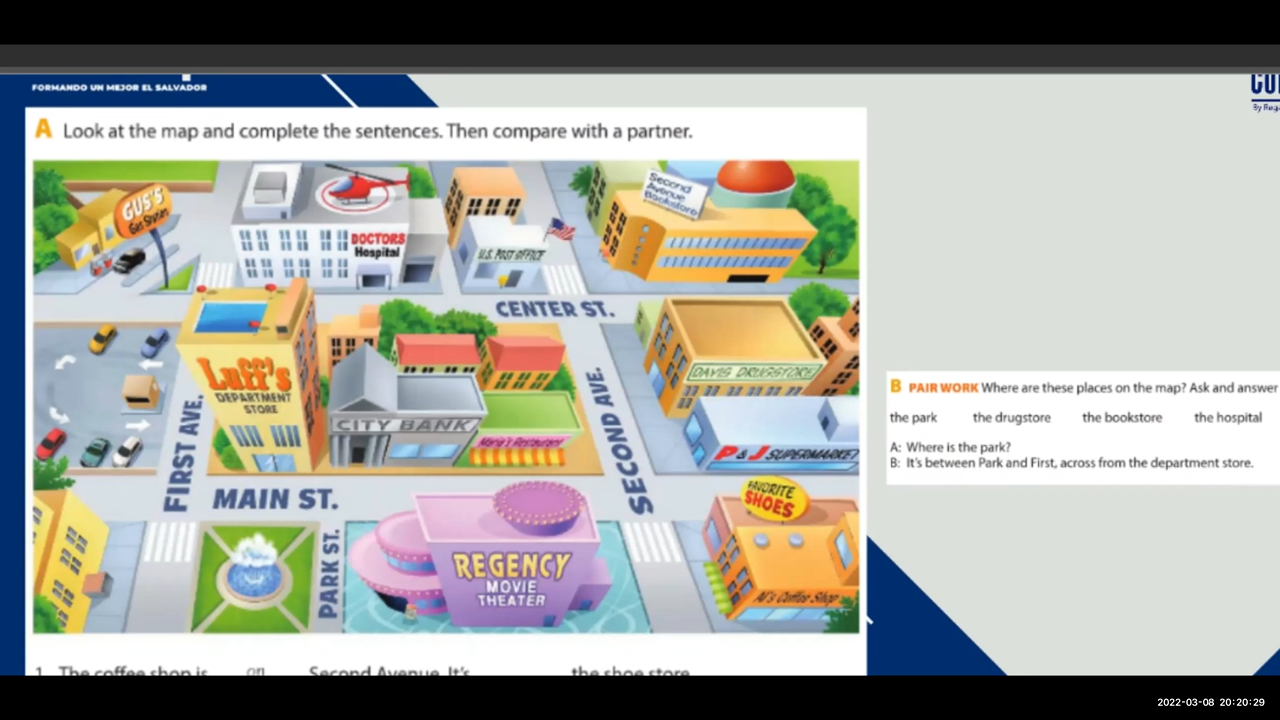 FORMANDO UN MEJOR EL SALVADOR
By Rega
A Look at the map and complete the sentences. Then compare with a partner.
GUS'S
Gas Station
DOCTORS
Hospital
U.S. POST OFFICE
Second
Avenue
Bookstore
CENTER ST.
Luff's
DEPARTMENT
STORE
CITY BANK
Maria's Restaurant
DAVIS DRUGSTORE
P & J SUPERMARKET
FIRST AVE.
SECOND AVE.
MAIN ST.
PARK ST.
REGENCY
MOVIE
THEATER
FAVORITE
SHOES
Al's Coffee Shop
1. The coffee shop is on Second Avenue. It's the shoe store
B PAIR WORK Where are these places on the map? Ask and answer
the park the drugstore the bookstore the hospital
A: Where is the park?
B: It's between Park and First, across from the department store.
2022-03-08 20:20:29